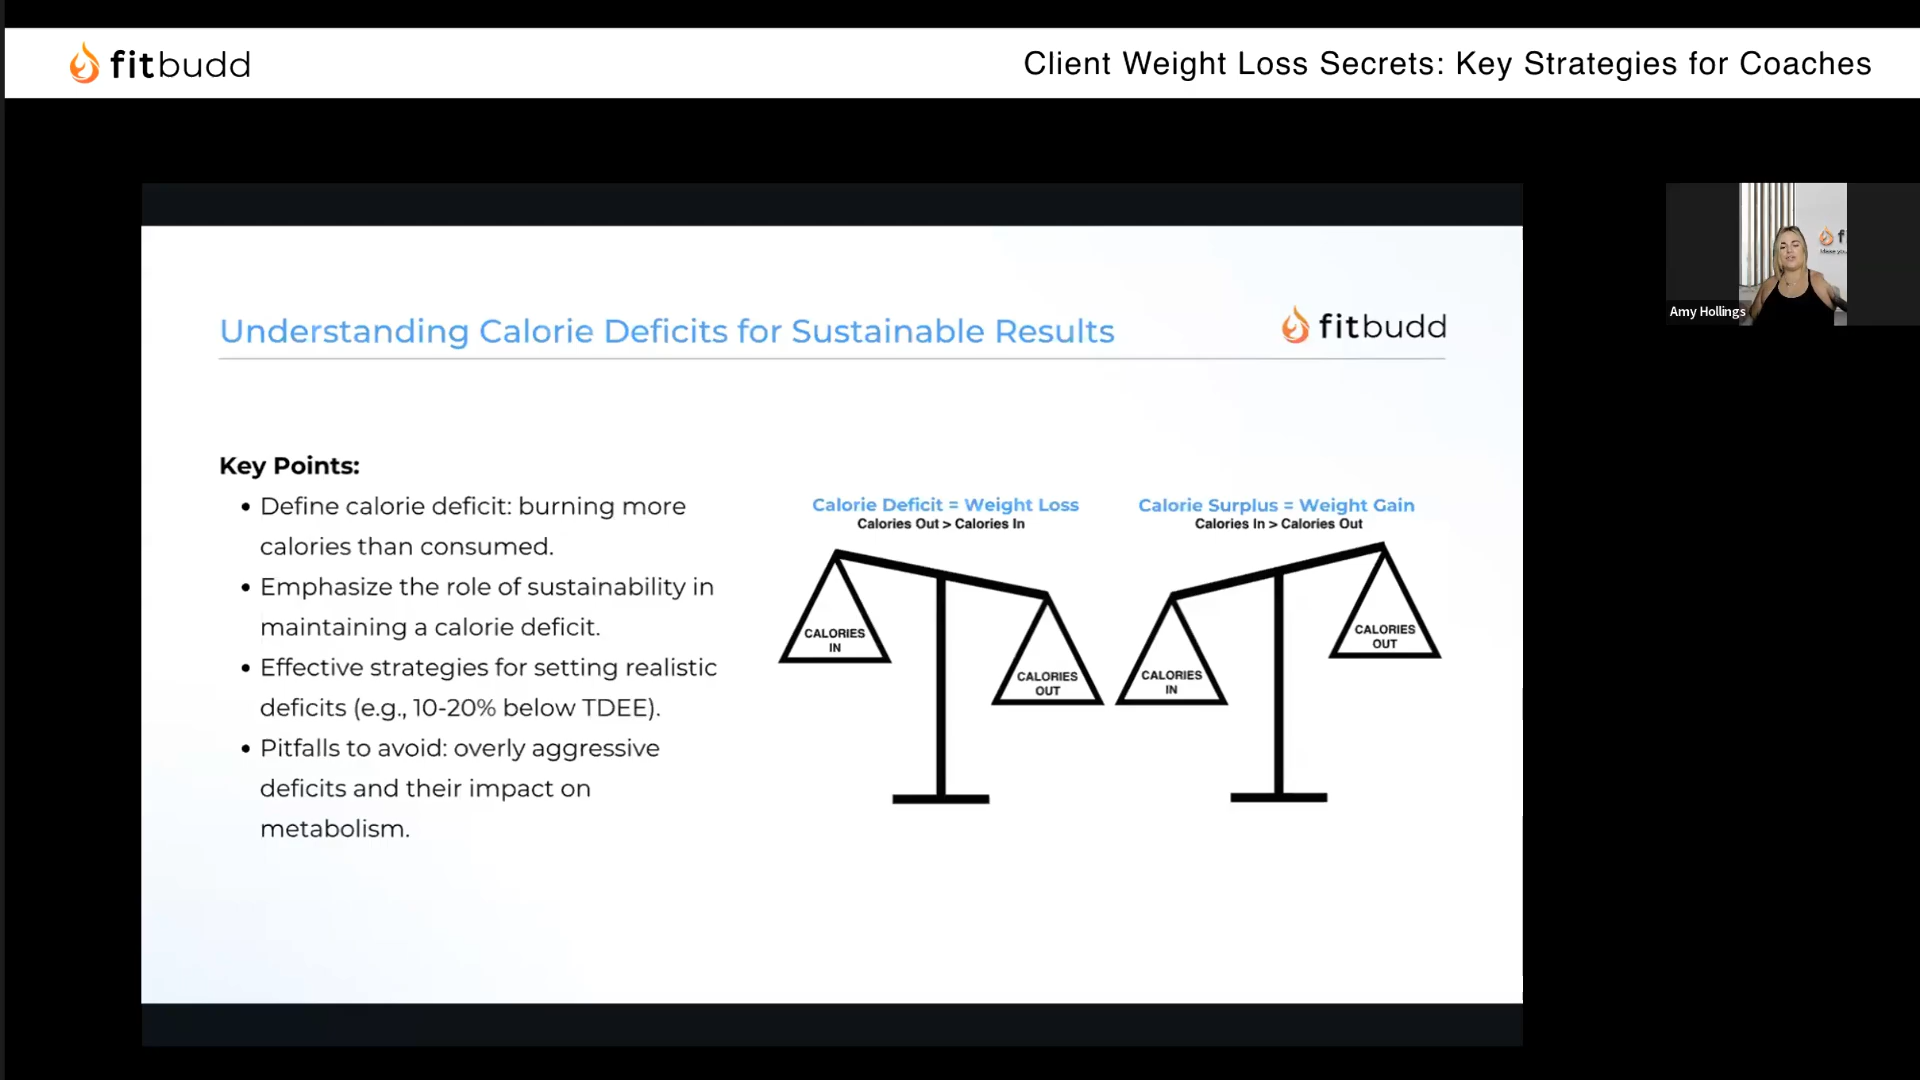 fitbudd
Client Weight Loss Secrets: Key Strategies for Coaches
Understanding Calorie Deficits for Sustainable Results
fitbudd
Key Points:
• Define calorie deficit: burning more
calories than consumed.
• Emphasize the role of sustainability in
maintaining a calorie deficit.
• Effective strategies for setting realistic
deficits (e.g., 10-20% below TDEE).
• Pitfalls to avoid: overly aggressive
deficits and their impact on
metabolism.
Calorie Deficit = Weight Loss
Calories Out > Calories In
CALORIES
IN
CALORIES
OUT
Calorie Surplus = Weight Gain
Calories In > Calories Out
CALORIES
IN
CALORIES
OUT
Amy Hollings